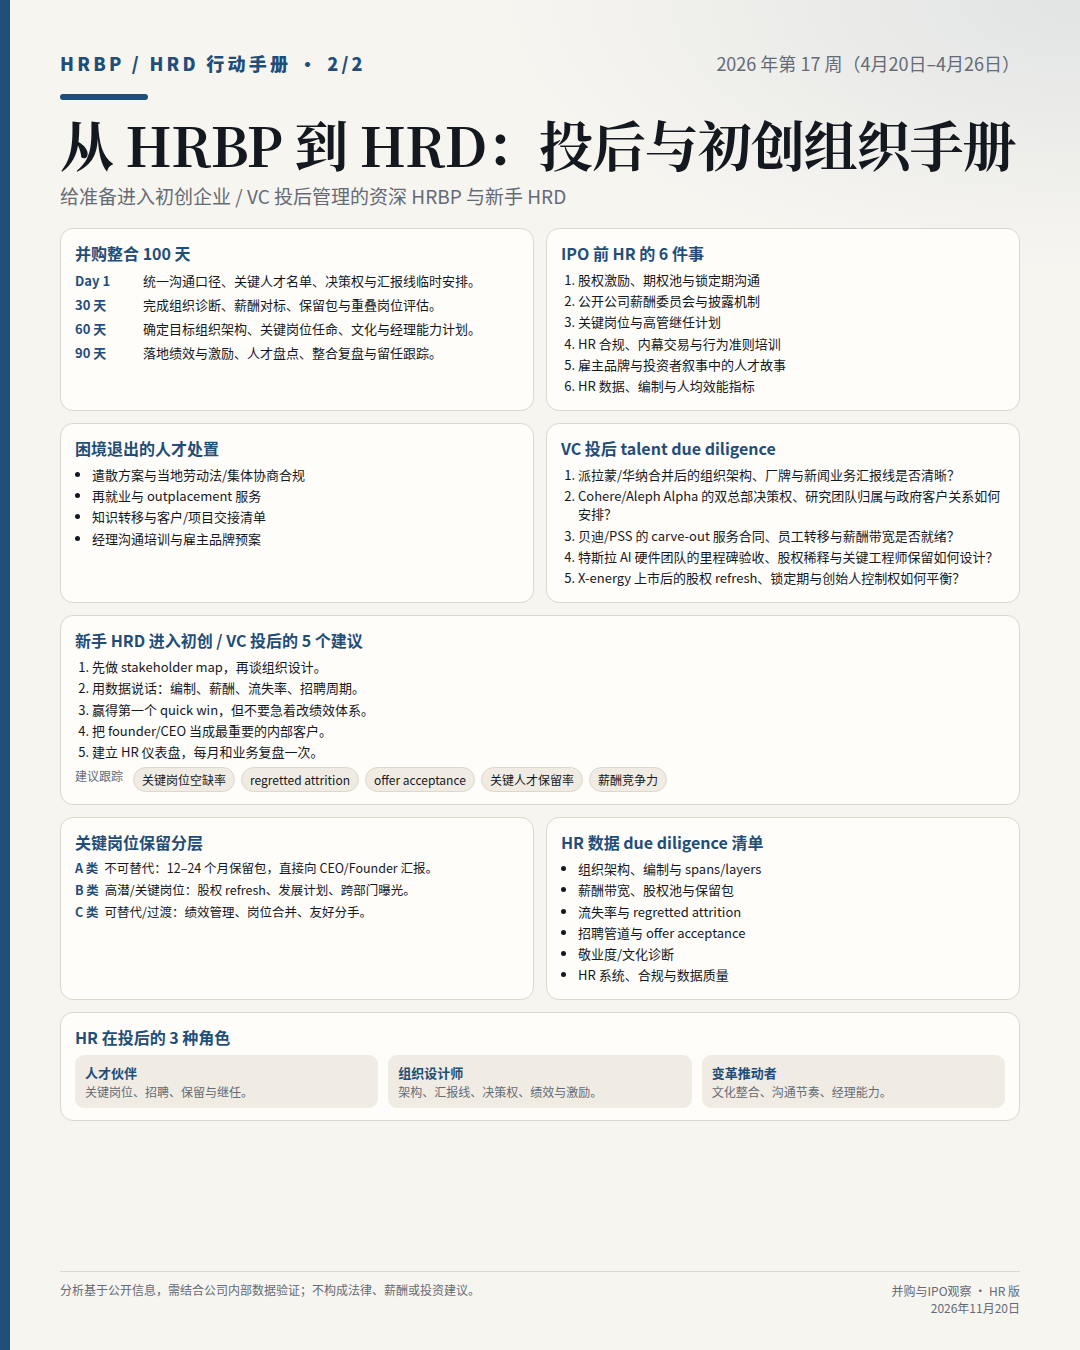 HRBP / HRD 行动手册 · 2/2
2026 年第 17 周（4月20日–4月26日）
从 HRBP 到 HRD：投后与初创组织手册
给准备进入初创企业 / VC 投后管理的资深 HRBP 与新手 HRD
并购整合 100 天
Day 1 统一沟通口径、关键人才名单、决策权与汇报线临时安排。
30 天 完成组织诊断、薪酬对标、保留包与重叠岗位评估。
60 天 确定目标组织架构、关键岗位任命、文化与经理能力计划。
90 天 落地绩效与激励、人才盘点、整合复盘与留任跟踪。
IPO 前 HR 的 6 件事
1. 股权激励、期权池与锁定期沟通
2. 公开公司薪酬委员会与披露机制
3. 关键岗位与高管继任计划
4. HR 合规、内幕交易与行为准则培训
5. 雇主品牌与投资者叙事中的人才故事
6. HR 数据、编制与人均效能指标
困境退出的人才处置
• 遣散方案与当地劳动法/集体协商合规
• 再就业与 outplacement 服务
• 知识转移与客户/项目交接清单
• 经理沟通培训与雇主品牌预案
VC 投后 talent due diligence
1. 派拉蒙/华纳合并后的组织架构、厂牌与新闻业务汇报线是否清晰？
2. Cohere/Aleph Alpha 的双总部决策权、研究团队归属与政府客户关系如何
安排？
3. 贝迪/PSS 的 carve-out 服务合同、员工转移与薪酬带宽是否就绪？
4. 特斯拉 AI 硬件团队的里程碑验收、股权稀释与关键工程师保留如何设计？
5. X-energy 上市后的股权 refresh、锁定期与创始人控制权如何平衡？
新手 HRD 进入初创 / VC 投后的 5 个建议
1. 先做 stakeholder map，再谈组织设计。
2. 用数据说话：编制、薪酬、流失率、招聘周期。
3. 赢得第一个 quick win，但不要急着改绩效体系。
4. 把 founder/CEO 当成最重要的内部客户。
5. 建立 HR 仪表盘，每月和业务复盘一次。
建议跟踪 关键岗位空缺率 regretted attrition offer acceptance 关键人才保留率 薪酬竞争力
关键岗位保留分层
A 类 不可替代：12–24 个月保留包，直接向 CEO/Founder 汇报。
B 类 高潜/关键岗位：股权 refresh、发展计划、跨部门曝光。
C 类 可替代/过渡：绩效管理、岗位合并、友好分手。
HR 数据 due diligence 清单
• 组织架构、编制与 spans/layers
• 薪酬带宽、股权池与保留包
• 流失率与 regretted attrition
• 招聘管道与 offer acceptance
• 敬业度/文化诊断
• HR 系统、合规与数据质量
HR 在投后的 3 种角色
人才伙伴
关键岗位、招聘、保留与继任。
组织设计师
架构、汇报线、决策权、绩效与激励。
变革推动者
文化整合、沟通节奏、经理能力。
分析基于公开信息，需结合公司内部数据验证；不构成法律、薪酬或投资建议。
并购与IPO观察 · HR 版
2026年11月20日